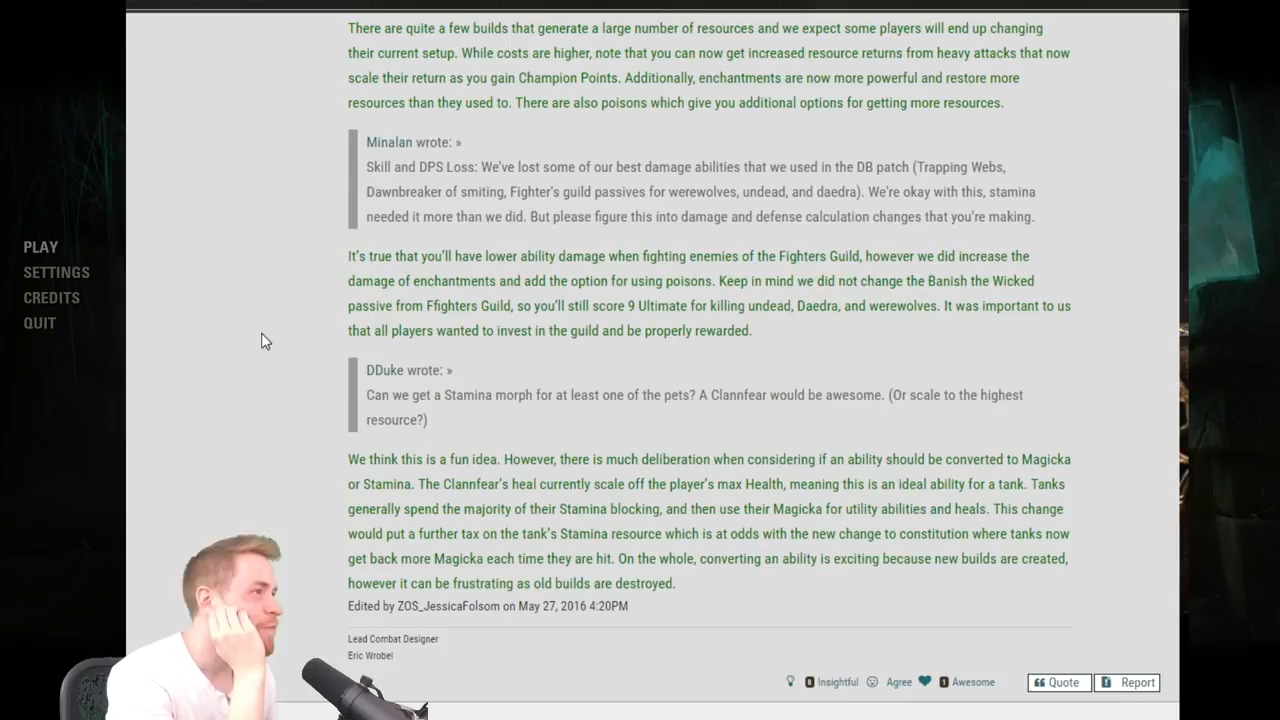 There are quite a few builds that generate a large number of resources and we expect some players will end up changing
their current setup. While costs are higher, note that you can now get increased resource returns from heavy attacks that now
scale their return as you gain Champion Points. Additionally, enchantments are now more powerful and restore more
resources than they used to. There are also poisons which give you additional options for getting more resources.
Minalan wrote: »
Skill and DPS Loss: We've lost some of our best damage abilities that we used in the DB patch (Trapping Webs,
Dawnbreaker of smiting, Fighter's guild passives for werewolves, undead, and daedra). We're okay with this, stamina
needed it more than we did. But please figure this into damage and defense calculation changes that you're making.
PLAY
SETTINGS
CREDITS
QUIT
It's true that you'll have lower ability damage when fighting enemies of the Fighters Guild, however we did increase the
damage of enchantments and add the option for using poisons. Keep in mind we did not change the Banish the Wicked
passive from Ffighters Guild, so you'll still score 9 Ultimate for killing undead, Daedra, and werewolves. It was important to us
that all players wanted to invest in the guild and be properly rewarded.
DDuke wrote: »
Can we get a Stamina morph for at least one of the pets? A Clannfear would be awesome. (Or scale to the highest
resource?)
We think this is a fun idea. However, there is much deliberation when considering if an ability should be converted to Magicka
or Stamina. The Clannfear's heal currently scale off the player's max Health, meaning this is an ideal ability for a tank. Tanks
generally spend the majority of their Stamina blocking, and then use their Magicka for utility abilities and heals. This change
would put a further tax on the tank's Stamina resource which is at odds with the new change to constitution where tanks now
get back more Magicka each time they are hit. On the whole, converting an ability is exciting because new builds are created,
however it can be frustrating as old builds are destroyed.
Edited by ZOS_JessicaFolsom on May 27, 2016 4:20PM
Lead Combat Designer
Eric Wrobel
8 Insightful Agree 1 Awesome Quote Report